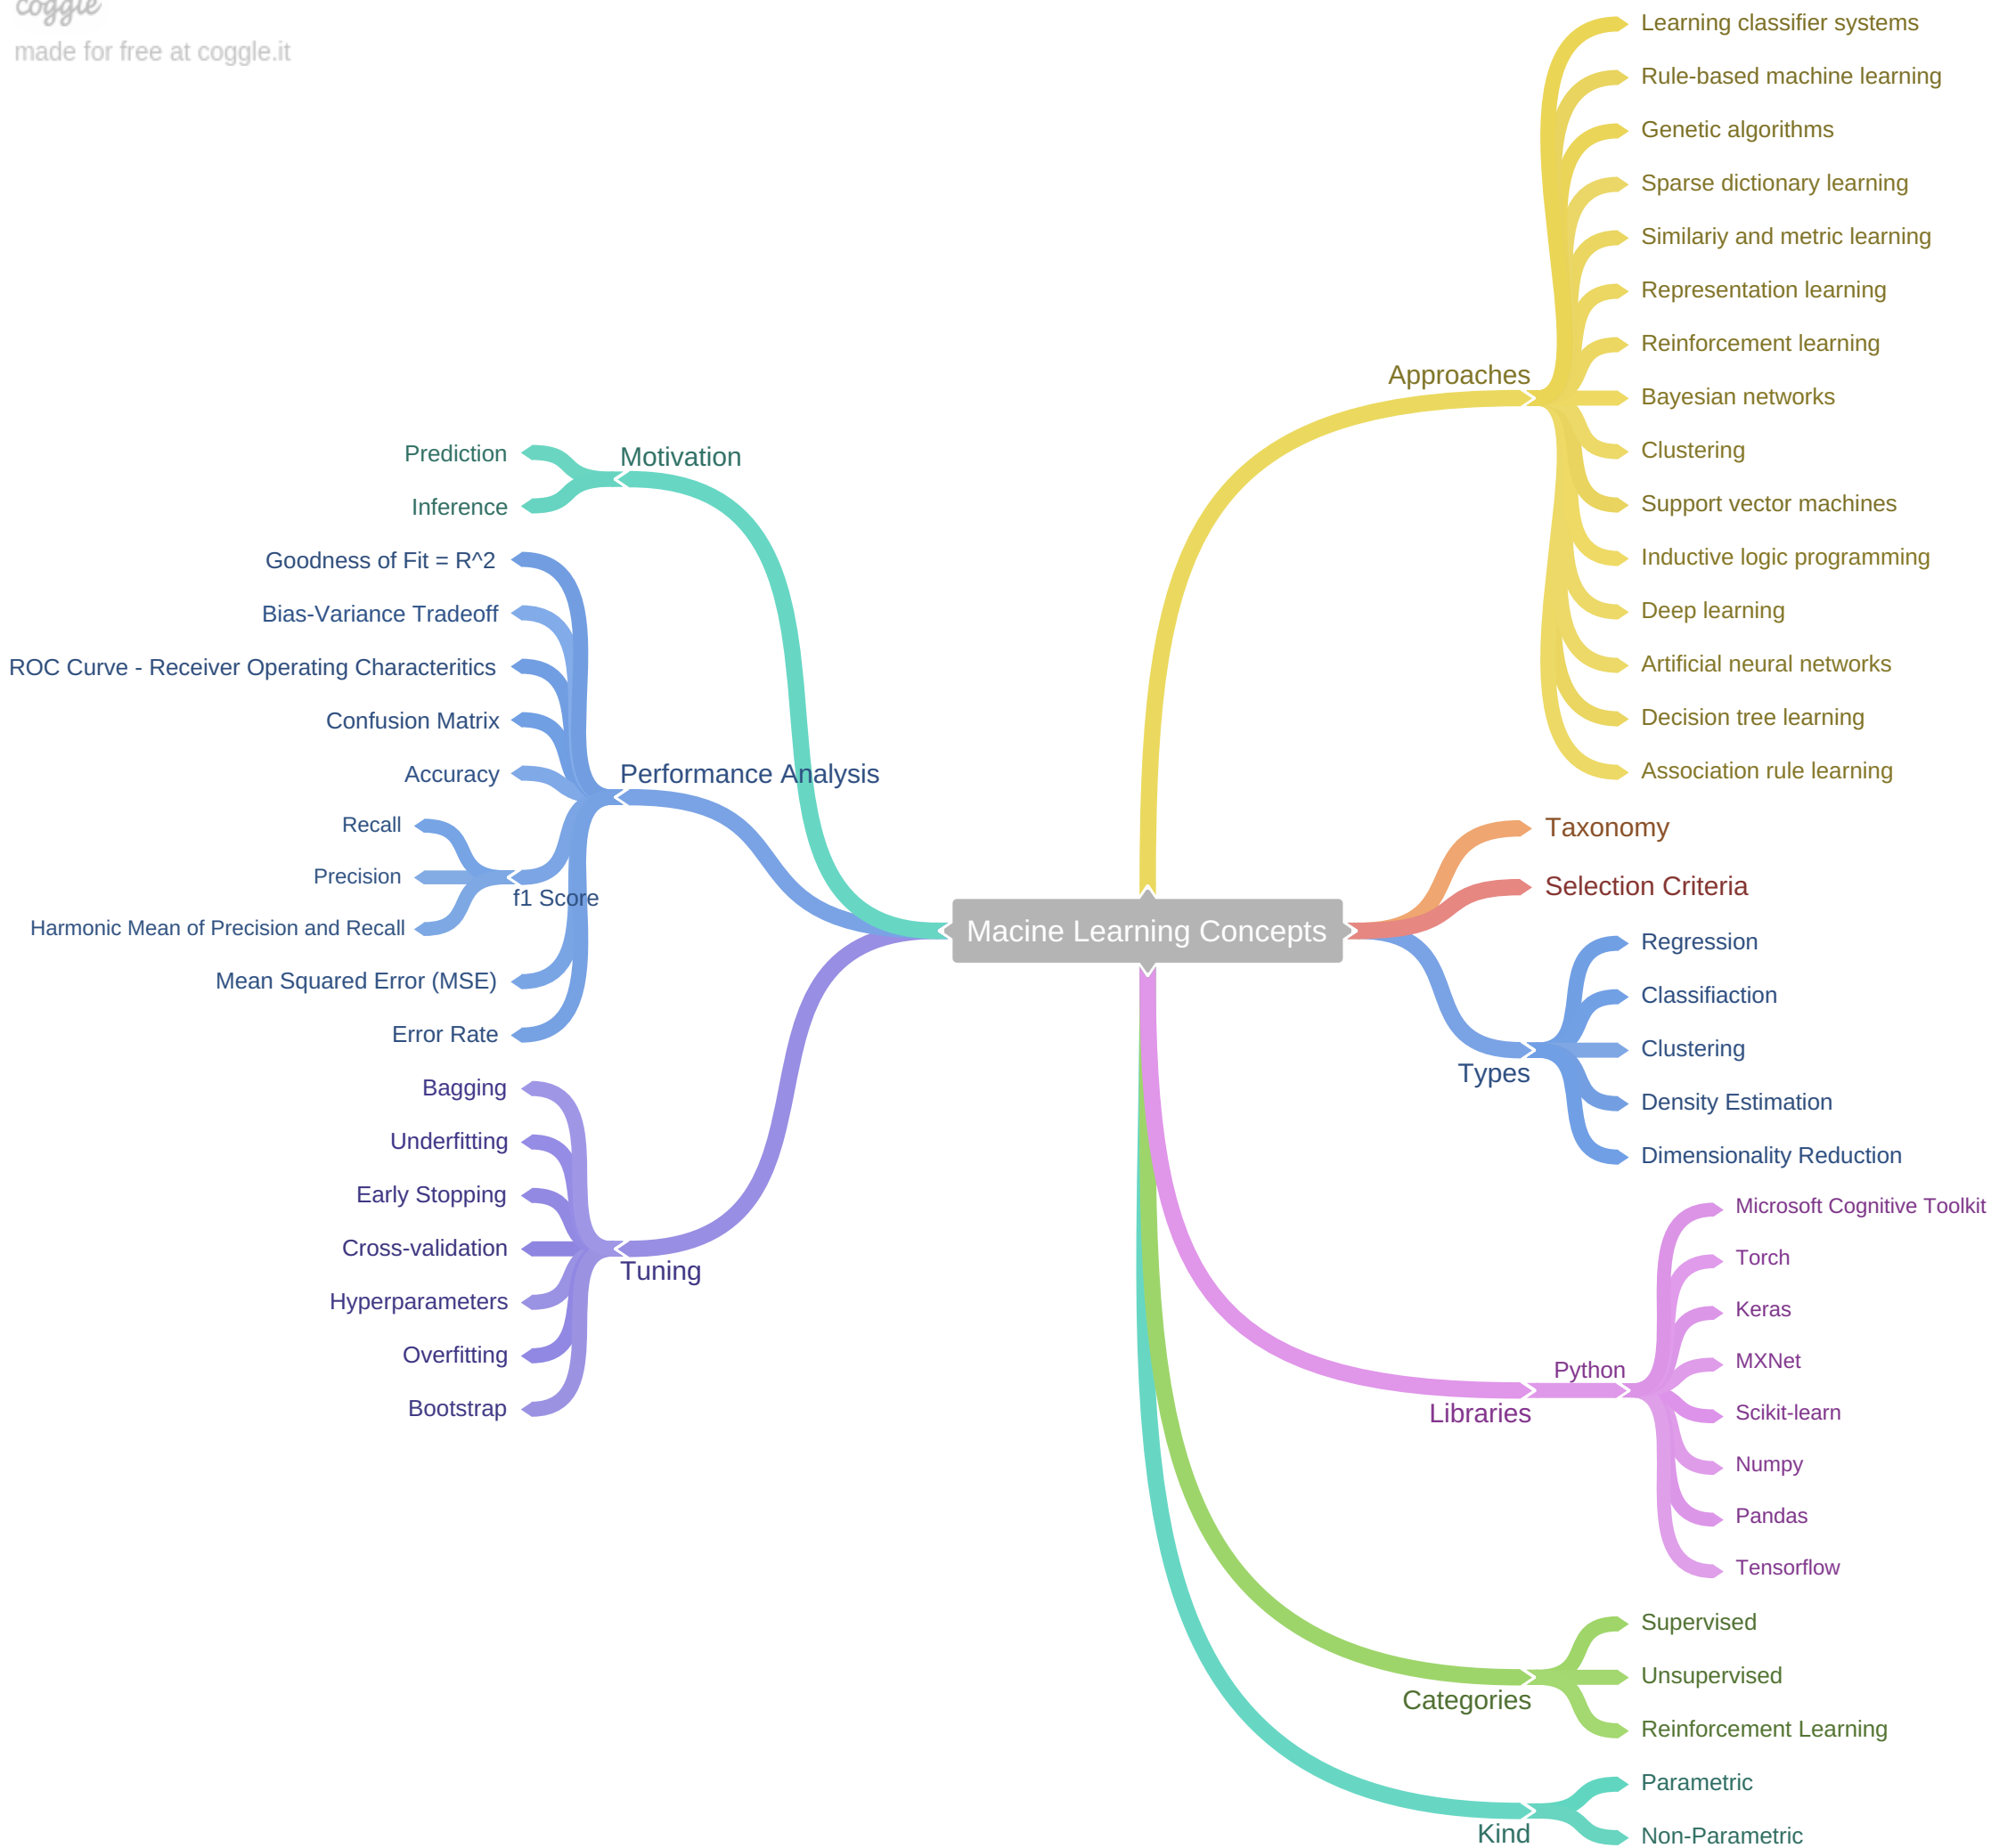 coggle
made for free at coggle.it
Macine Learning Concepts
Motivation
Prediction
Inference
Performance Analysis
Goodness of Fit = R^2
Bias-Variance Tradeoff
ROC Curve - Receiver Operating Characteritics
Confusion Matrix
Accuracy
f1 Score
Recall
Precision
Harmonic Mean of Precision and Recall
Mean Squared Error (MSE)
Error Rate
Tuning
Bagging
Underfitting
Early Stopping
Cross-validation
Hyperparameters
Overfitting
Bootstrap
Approaches
Learning classifier systems
Rule-based machine learning
Genetic algorithms
Sparse dictionary learning
Similariy and metric learning
Representation learning
Reinforcement learning
Bayesian networks
Clustering
Support vector machines
Inductive logic programming
Deep learning
Artificial neural networks
Decision tree learning
Association rule learning
Taxonomy
Selection Criteria
Types
Regression
Classifiaction
Clustering
Density Estimation
Dimensionality Reduction
Libraries
Python
Microsoft Cognitive Toolkit
Torch
Keras
MXNet
Scikit-learn
Numpy
Pandas
Tensorflow
Categories
Supervised
Unsupervised
Reinforcement Learning
Kind
Parametric
Non-Parametric